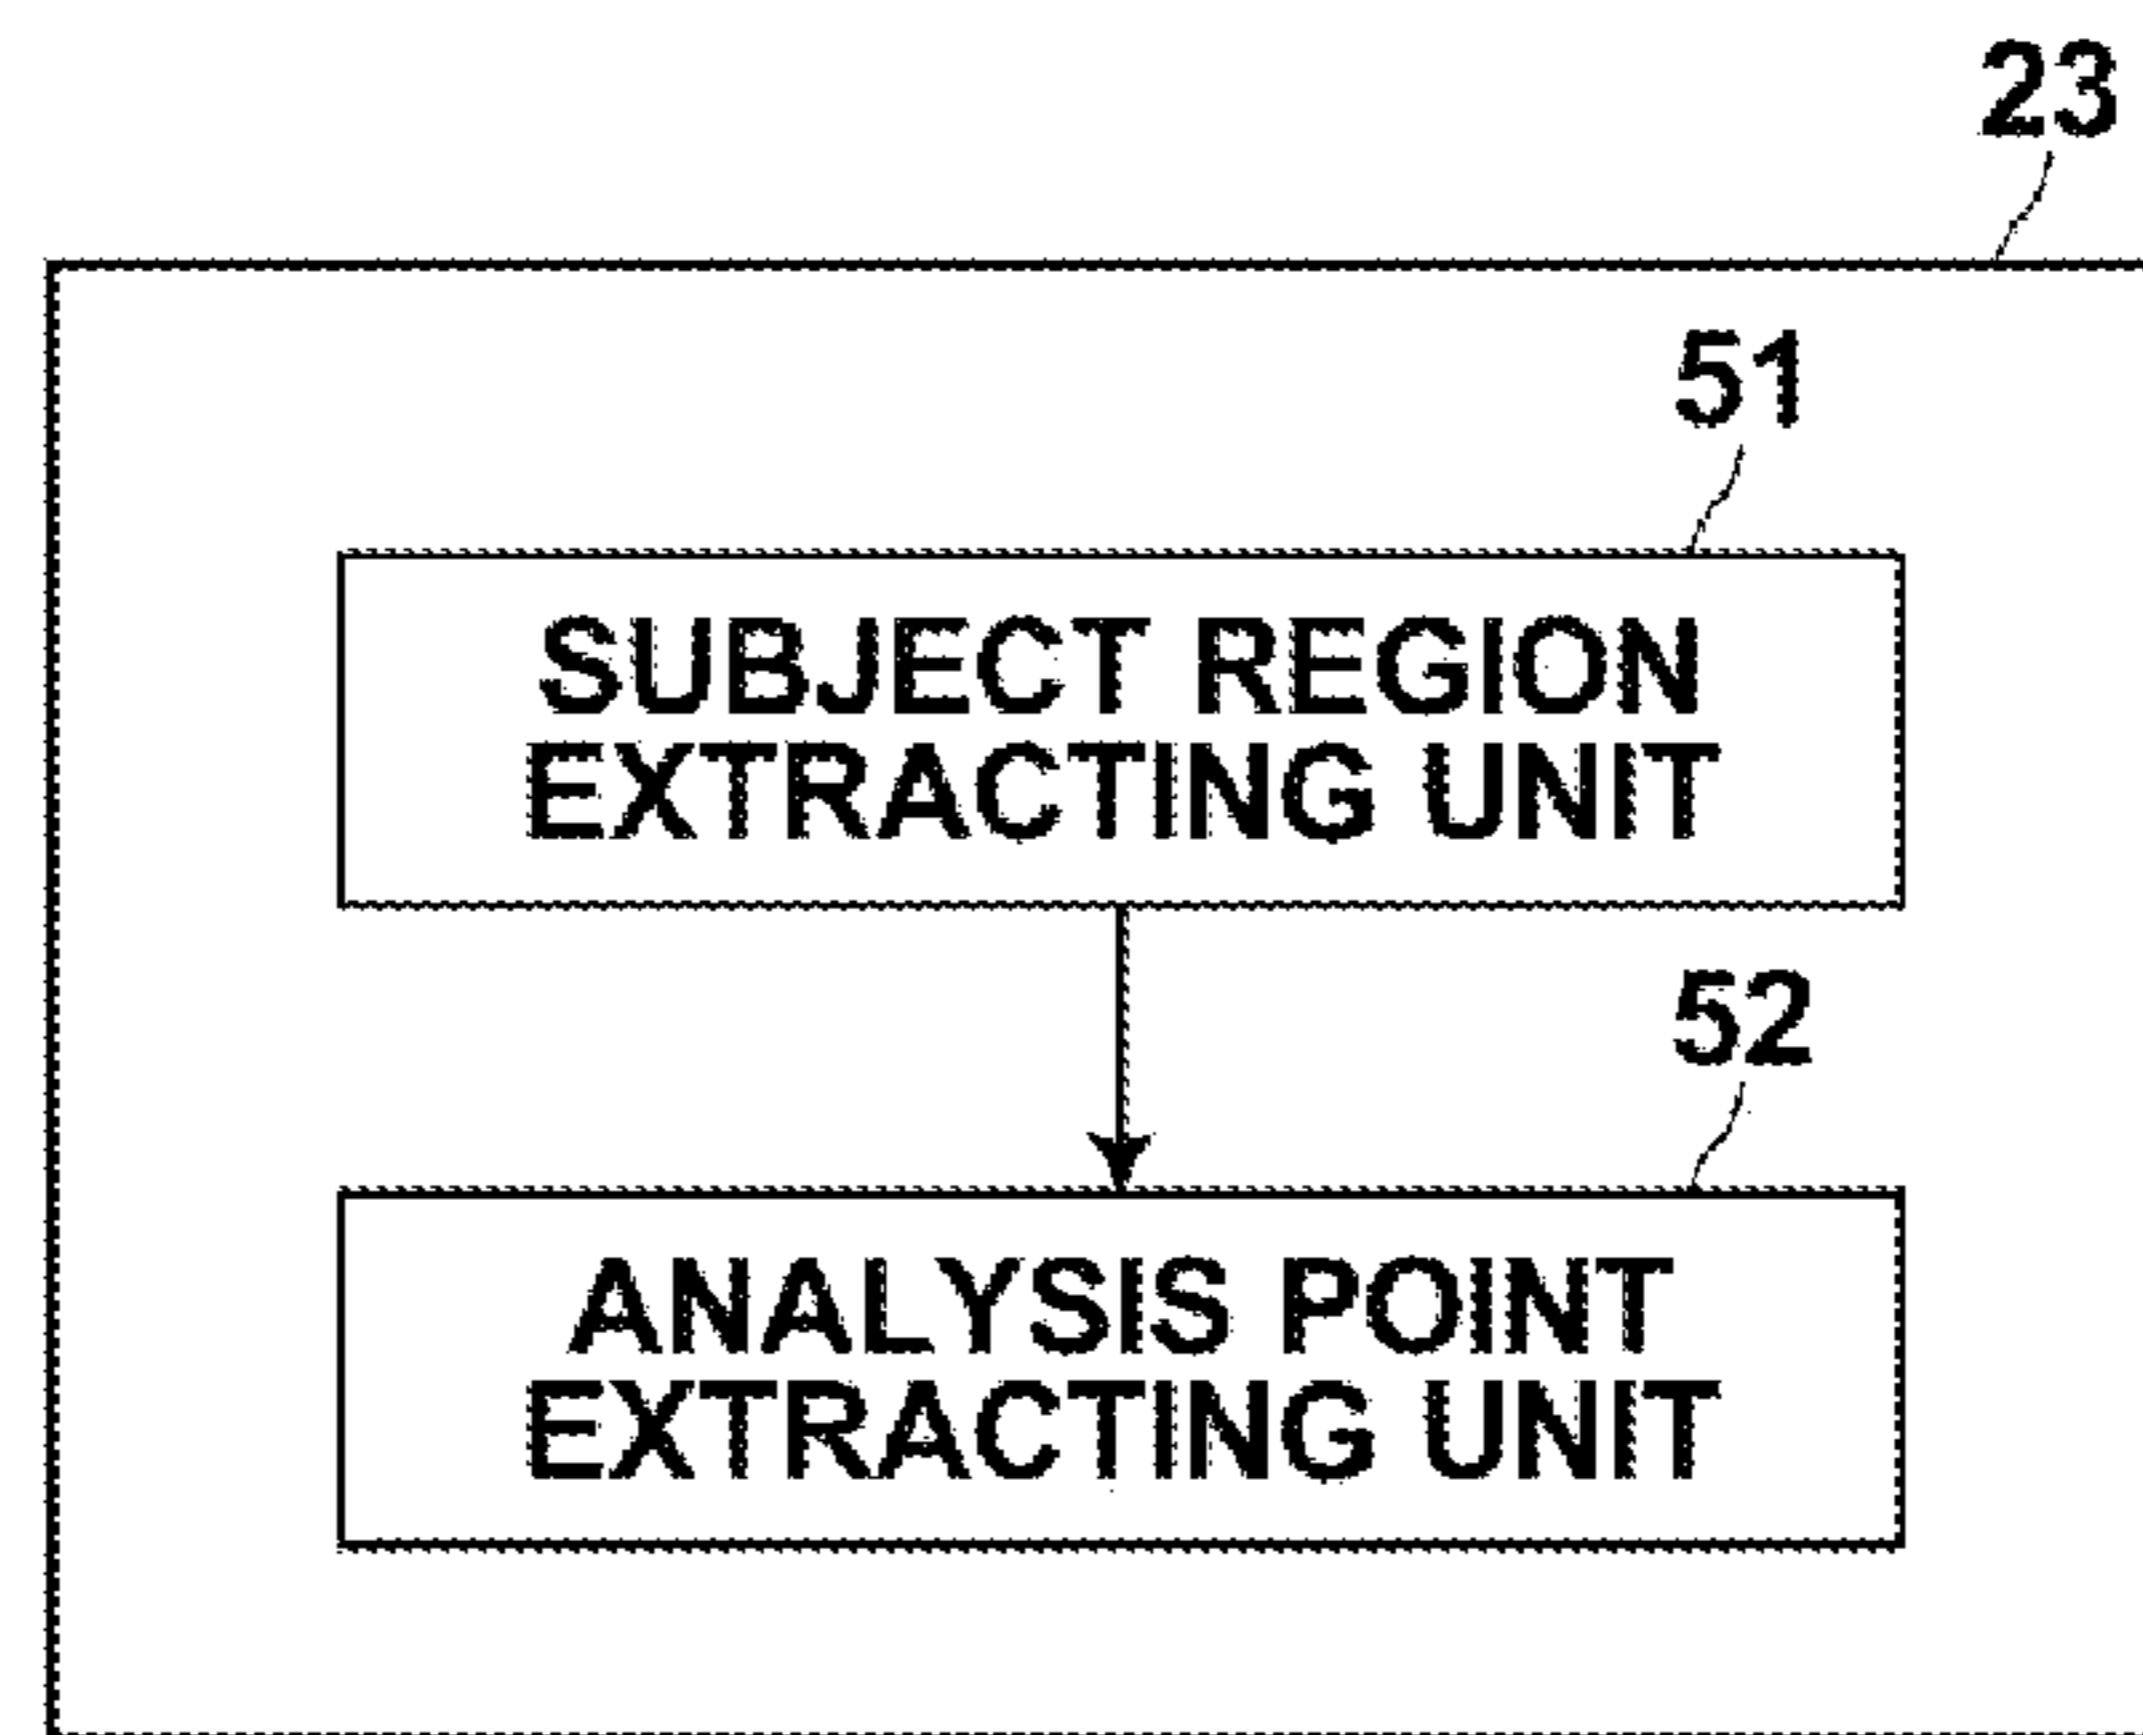 23
51
SUBJECT REGION
EXTRACTING UNIT
52
ANALYSIS POINT
EXTRACTING UNIT